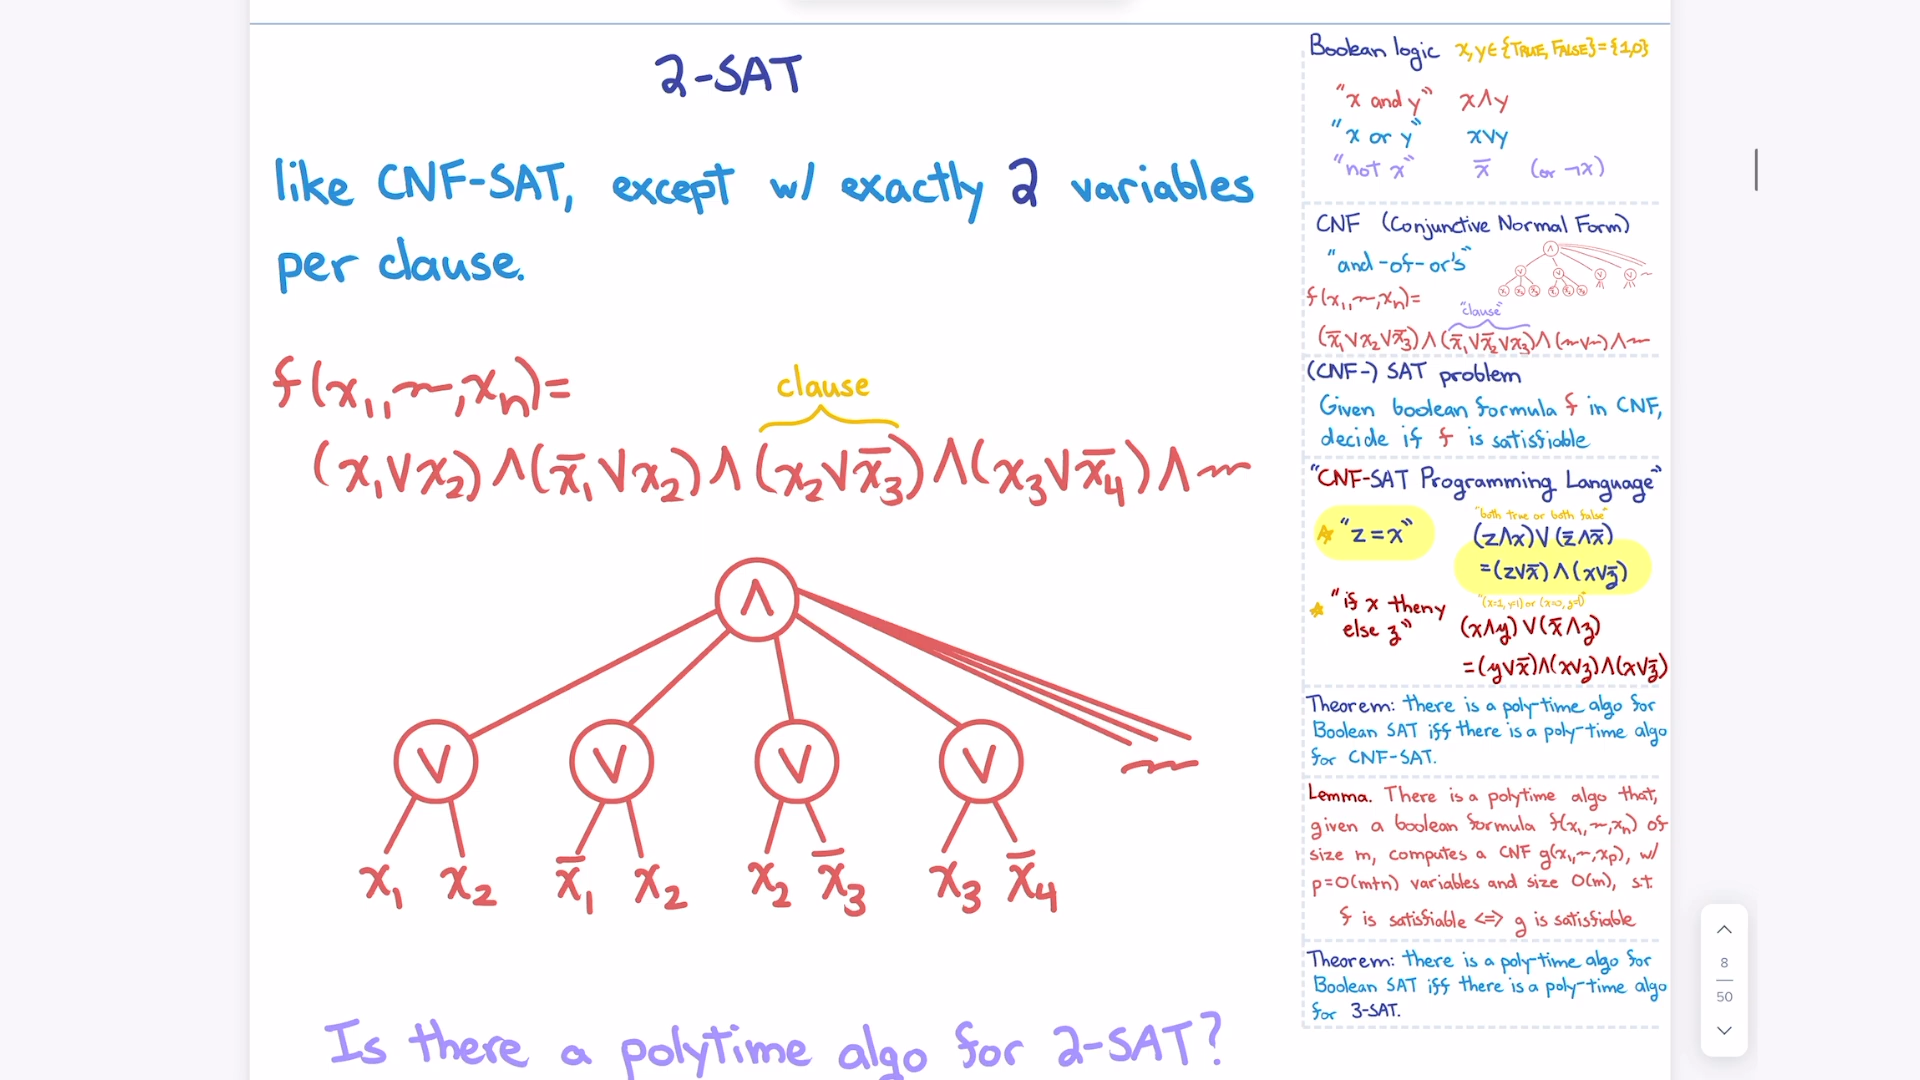 2-SAT
like CNF-SAT, except w/ exactly 2 variables
per clause.
f(x₁,~,xₙ)=
clause
(x₁∨x₂)∧(x̄₁∨x₂)∧(x₂∨x̄₃)∧(x₃∨x̄₄)∧~
∧
∨ ∨ ∨ ∨ ~
x₁ x₂ x̄₁ x₂ x₂ x̄₃ x₃ x̄₄
Is there a polytime algo for 2-SAT?
Boolean logic x,y∈{TRUE, FALSE}={1,0}
"x and y" x∧y
"x or y" x∨y
"not x" x̄ (or ¬x)
CNF (Conjunctive Normal Form)
"and-of-or's"
f(x₁,~,xₙ)=
"clause"
(x̄₁∨x₂∨x̄₃)∧(x̄₁∨x̄₂∨x₃)∧(~∨~)∧~
(CNF-) SAT problem
Given boolean formula f in CNF,
decide if f is satisfiable
"CNF-SAT Programming Language"
"both true or both false"
"z=x" (z∧x)∨(z̄∧x̄)
=(z∨x̄)∧(x∨z̄)
"if x then y
else z" (x∧y)∨(x̄∧z)
=(y∨x̄)∧(x∨z)∧(x∨z̄)
Theorem: there is a poly-time algo for
Boolean SAT iff there is a poly-time algo
for CNF-SAT.
Lemma. There is a polytime algo that,
given a boolean formula f(x₁,~,xₙ) of
size m, computes a CNF g(x₁,~,xₚ), w/
p=O(m+n) variables and size O(m), s.t.
f is satisfiable <=> g is satisfiable
Theorem: there is a poly-time algo for
Boolean SAT iff there is a poly-time algo
for 3-SAT.
8
50